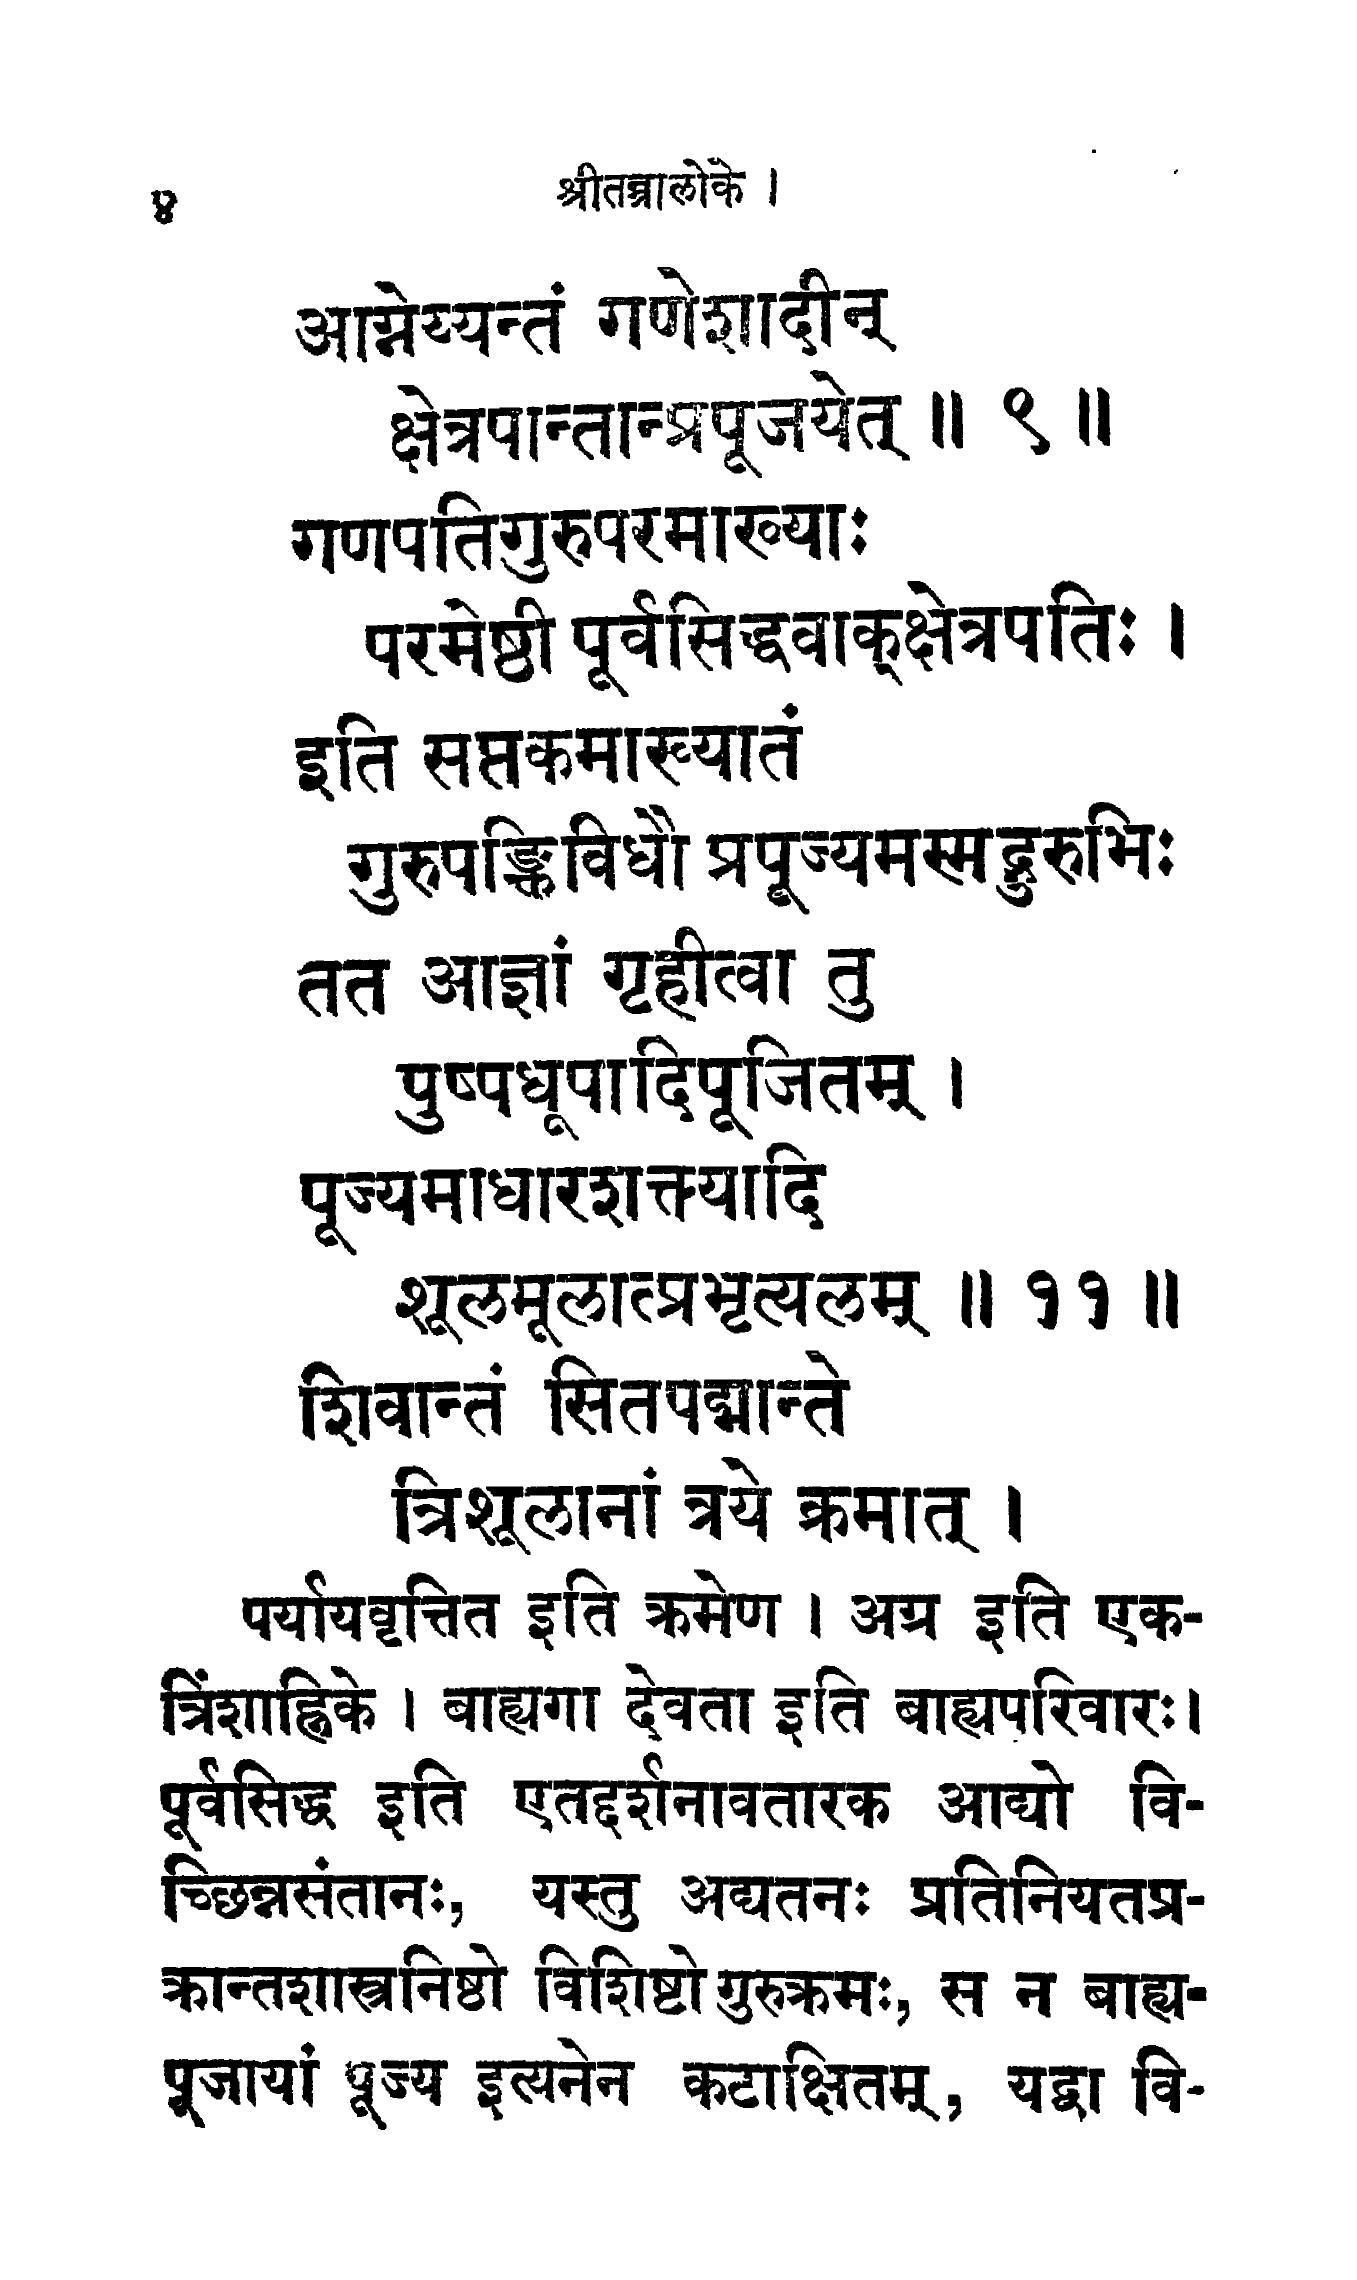 ४
श्रीतन्त्रालोके ।
आग्नेय्यन्तं गणेशादीन्
क्षेत्रपान्तान्प्रपूजयेत् ॥ ९ ॥
गणपतिगुरुपरमाख्याः
परमेष्ठी पूर्वसिद्धवाक्क्षेत्रपतिः ।
इति सप्तकमाख्यातं
गुरुपङ्क्तिविधौ प्रपूज्यमस्मद्गुरुभिः
तत आज्ञां गृहीत्वा तु
पुष्पधूपादिपूजितम् ।
पूज्यमाधारशक्त्यादि
शूलमूलात्प्रभृत्यलम् ॥ ११ ॥
शिवान्तं सितपद्मान्ते
त्रिशूलानां त्रये क्रमात् ।
पर्यायवृत्तित इति क्रमेण । अग्र इति एक-
त्रिंशाह्निके । बाह्यगा देवता इति बाह्यपरिवारः।
पूर्वसिद्ध इति एतद्दर्शनावतारक आद्यो वि-
च्छिन्नसंतानः, यस्तु अद्यतनः प्रतिनियतप्र-
क्रान्तशास्त्रनिष्ठो विशिष्टो गुरुक्रमः, स न बाह्य-
पूजायां पूज्य इत्यनेन कटाक्षितम्, यद्वा वि-